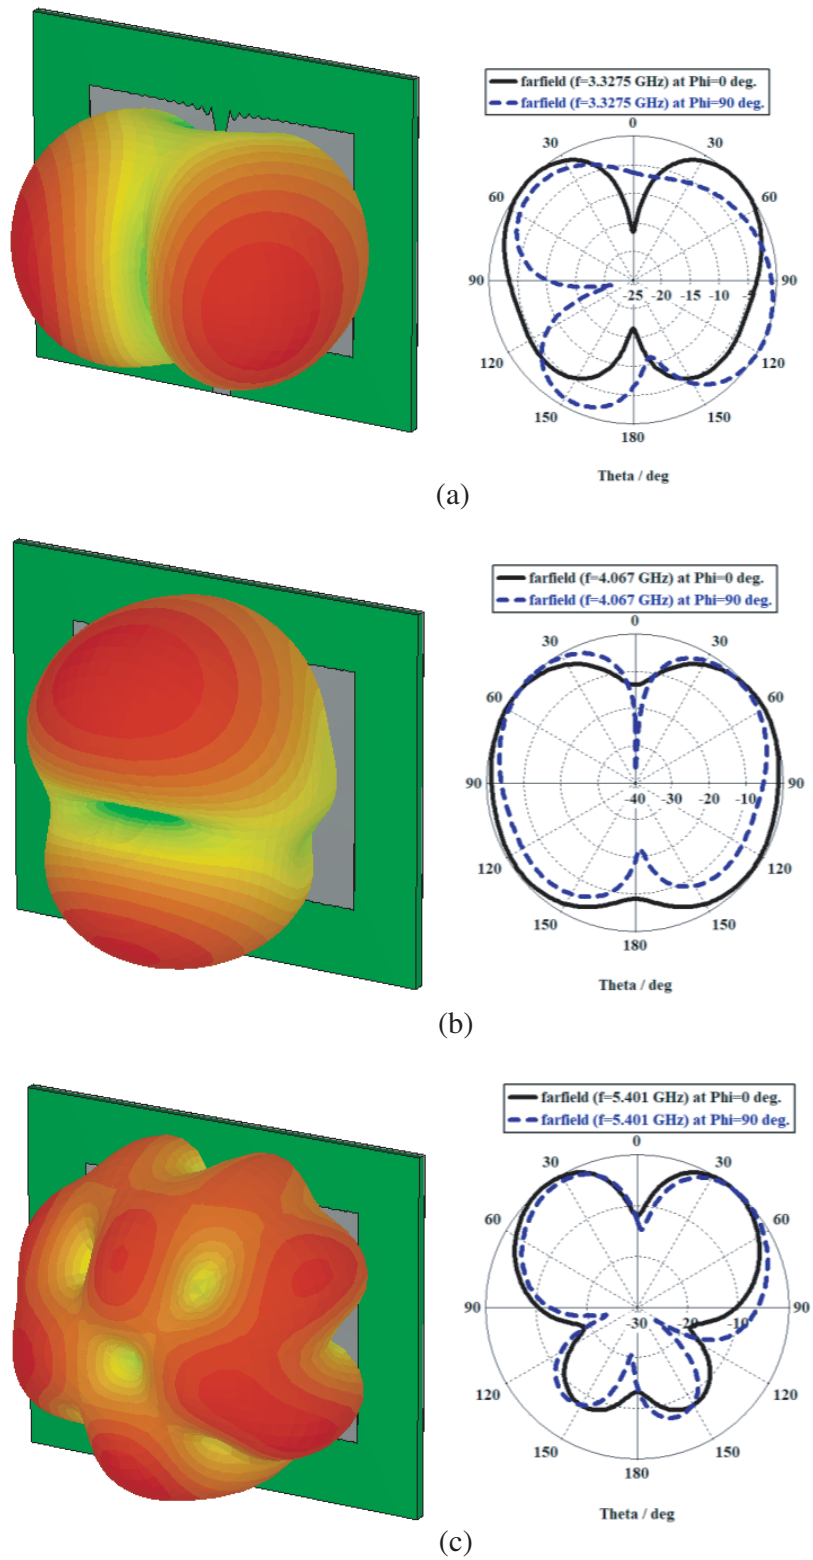 farfield (f=3.3275 GHz) at Phi=0 deg.
farfield (f=3.3275 GHz) at Phi=90 deg.
0
30 30
60 60
90 -25 -20 -15 -10 90
120 120
150 150
180
Theta / deg
(a)
farfield (f=4.067 GHz) at Phi=0 deg.
farfield (f=4.067 GHz) at Phi=90 deg.
0
30 30
60 60
90 -40 -30 -20 -10 90
120 120
150 150
180
Theta / deg
(b)
farfield (f=5.401 GHz) at Phi=0 deg.
farfield (f=5.401 GHz) at Phi=90 deg.
0
30 30
60 60
90 -30 -20 -10 90
120 120
150 150
180
Theta / deg
(c)